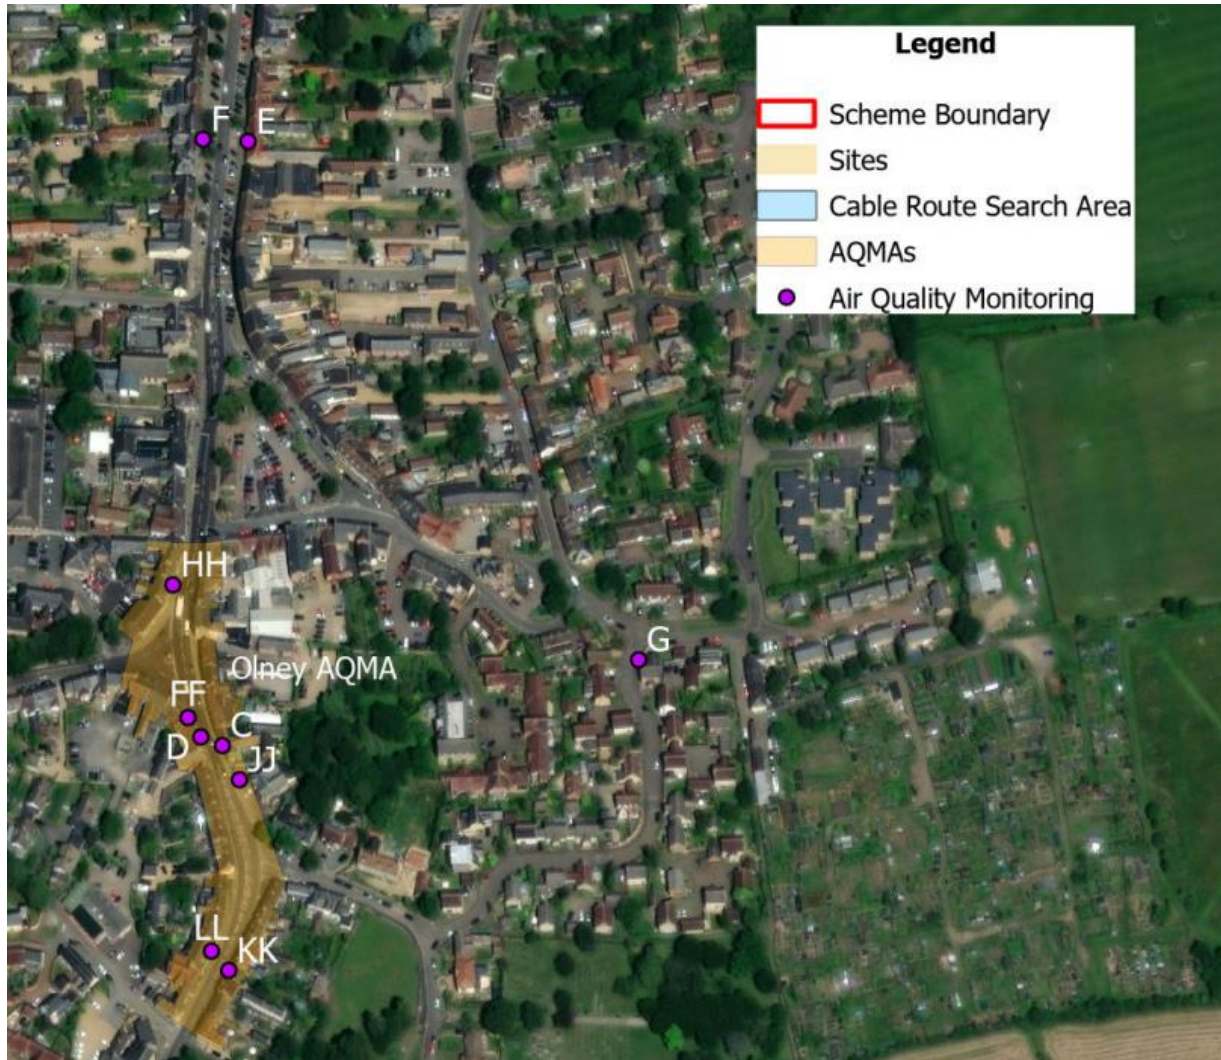 Legend
Scheme Boundary
Sites
Cable Route Search Area
AQMAs
Air Quality Monitoring
F
E
HH
G
Olney AQMA
FF
C
D
JJ
LL
KK